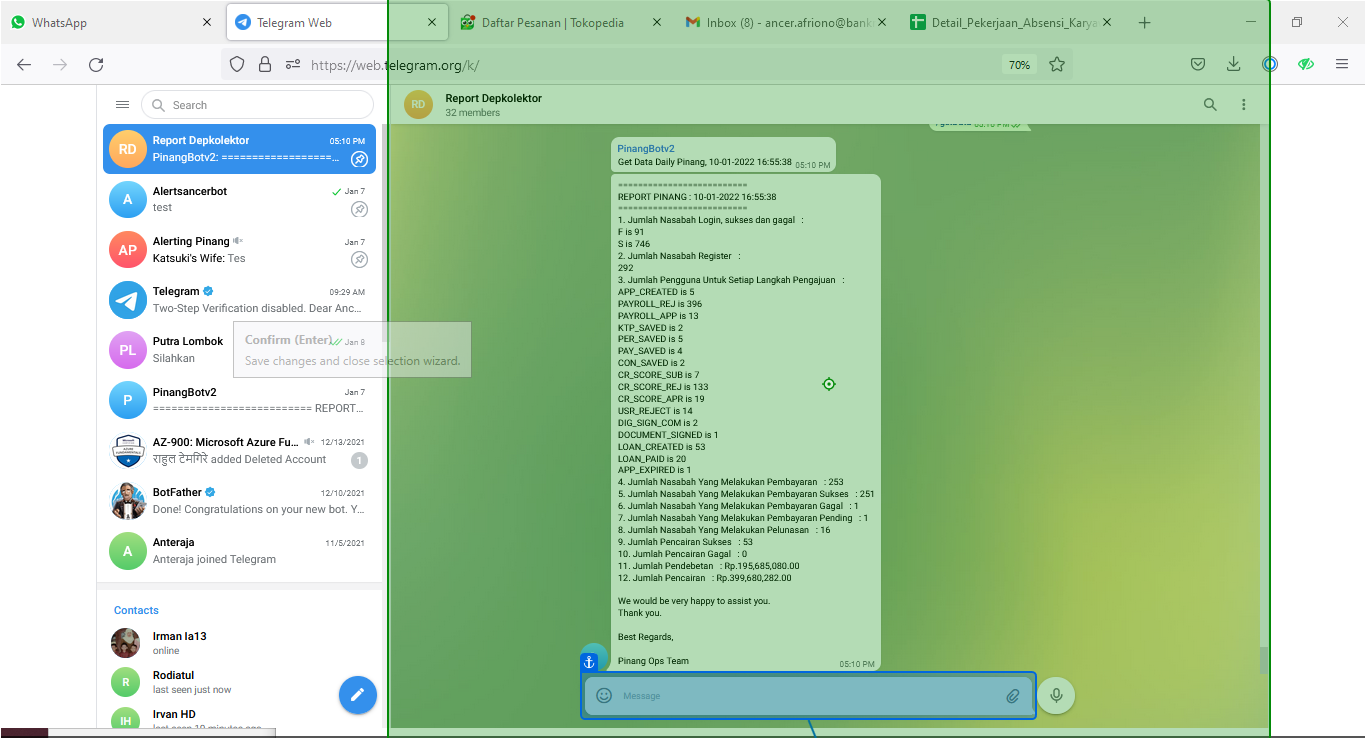 WhatsApp
Telegram Web
Daftar Pesanan | Tokopedia
Inbox (8) - ancer.afriono@bank
Detail_Pekerjaan_Absensi_Karya
https://web.telegram.org/k/
70%
Search
Report Depkolektor
05:10 PM
PinangBotv2: ==================...
Alertsancerbot
Jan 7
test
Alerting Pinang
Jan 7
Katsuki's Wife: Tes
Telegram
09:29 AM
Two-Step Verification disabled. Dear Anc...
Putra Lombok
Jan 8
Silahkan
Confirm (Enter)
Save changes and close selection wizard.
PinangBotv2
Jan 7
========================== REPORT...
AZ-900: Microsoft Azure Fu...
12/13/2021
राहुल टेमगिरे added Deleted Account
1
BotFather
12/10/2021
Done! Congratulations on your new bot. Y...
Anteraja
11/5/2021
Anteraja joined Telegram
Contacts
Irman Ia13
online
Rodiatul
last seen just now
Irvan HD
RD
A
AP
PL
P
A
R
IH
RD
Report Depkolektor
32 members
05:10 PM
PinangBotv2
Get Data Daily Pinang, 10-01-2022 16:55:38 05:10 PM
==========================
REPORT PINANG : 10-01-2022 16:55:38
==========================
1. Jumlah Nasabah Login, sukses dan gagal :
F is 91
S is 746
2. Jumlah Nasabah Register :
292
3. Jumlah Pengguna Untuk Setiap Langkah Pengajuan :
APP_CREATED is 5
PAYROLL_REJ is 396
PAYROLL_APP is 13
KTP_SAVED is 2
PER_SAVED is 5
PAY_SAVED is 4
CON_SAVED is 2
CR_SCORE_SUB is 7
CR_SCORE_REJ is 133
CR_SCORE_APR is 19
USR_REJECT is 14
DIG_SIGN_COM is 2
DOCUMENT_SIGNED is 1
LOAN_CREATED is 53
LOAN_PAID is 20
APP_EXPIRED is 1
4. Jumlah Nasabah Yang Melakukan Pembayaran : 253
5. Jumlah Nasabah Yang Melakukan Pembayaran Sukses : 251
6. Jumlah Nasabah Yang Melakukan Pembayaran Gagal : 1
7. Jumlah Nasabah Yang Melakukan Pembayaran Pending : 1
8. Jumlah Nasabah Yang Melakukan Pelunasan : 16
9. Jumlah Pencairan Sukses : 53
10. Jumlah Pencairan Gagal : 0
11. Jumlah Pendebetan : Rp.195,685,080.00
12. Jumlah Pencairan : Rp.399,680,282.00
We would be very happy to assist you.
Thank you.
Best Regards,
Pinang Ops Team
05:10 PM
Message